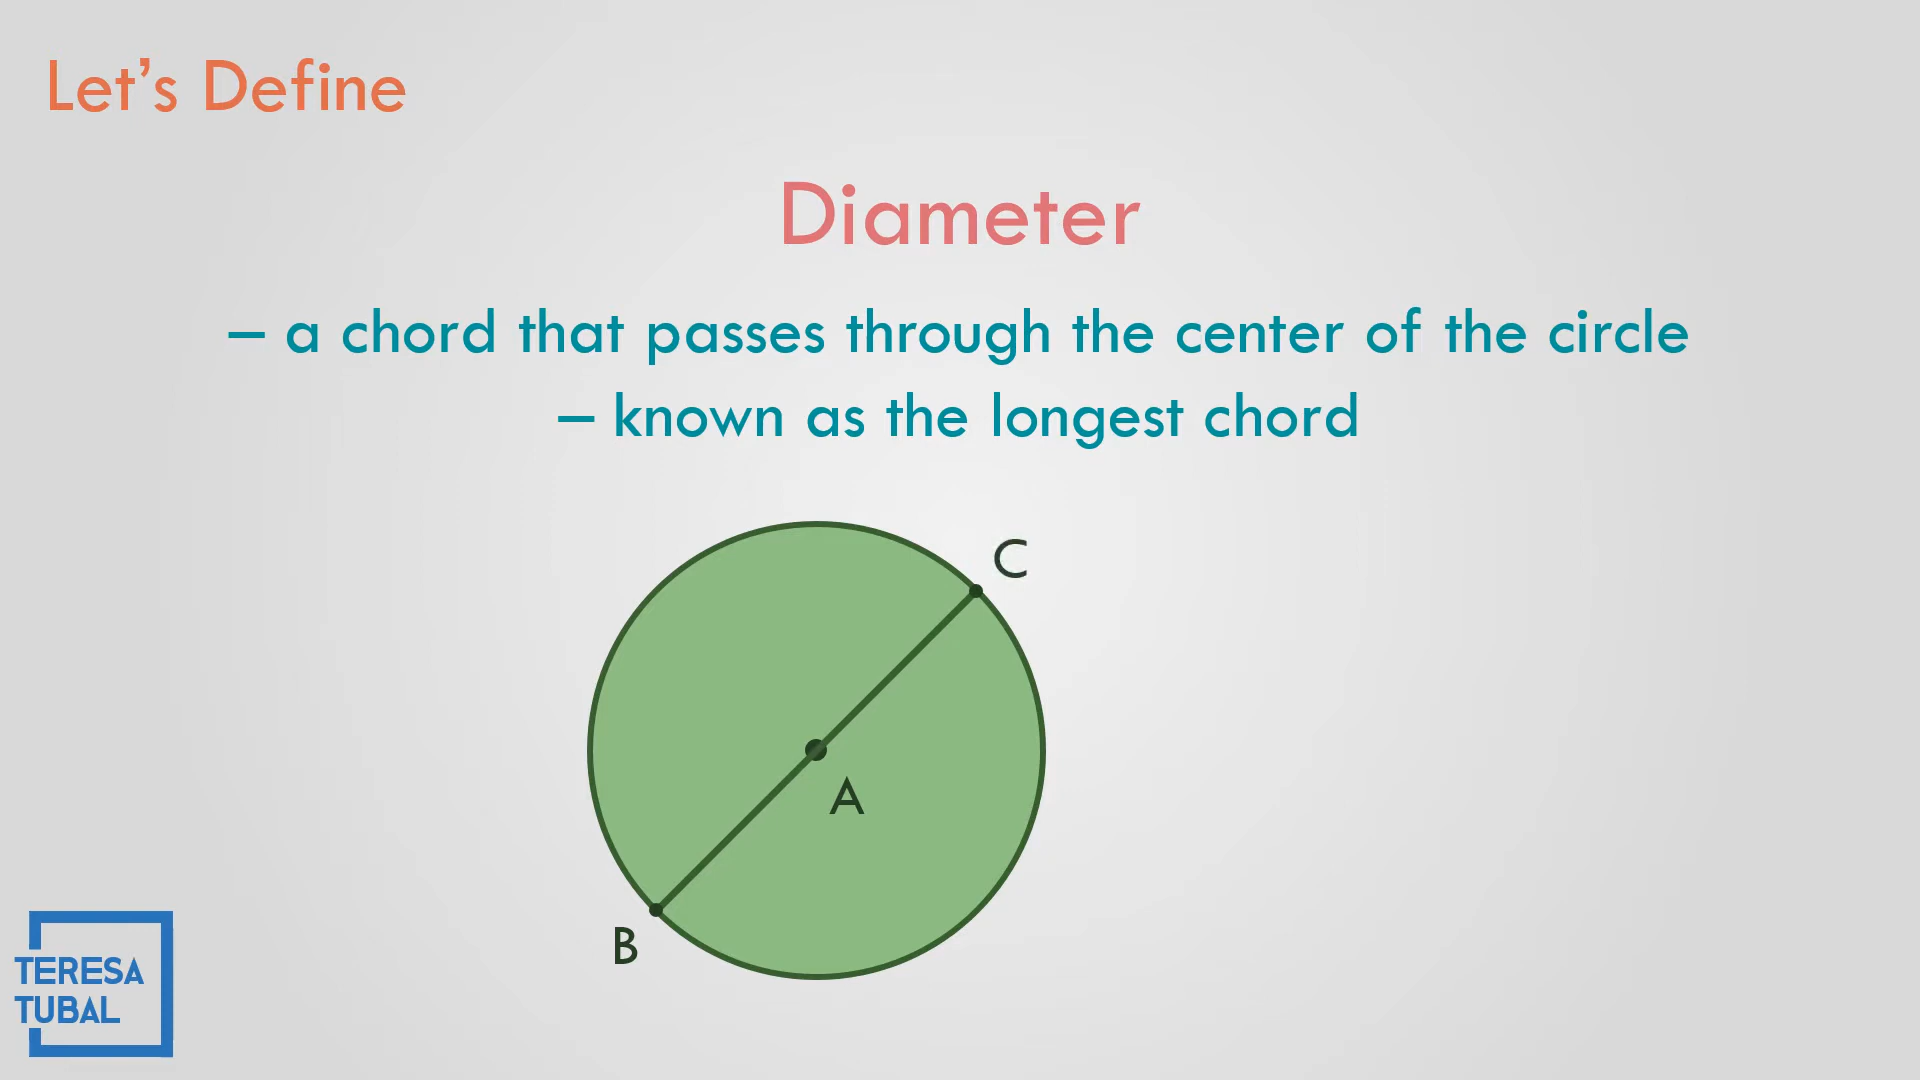 Let’s Define
Diameter
– a chord that passes through the center of the circle
– known as the longest chord
C
A
B
TERESA
TUBAL